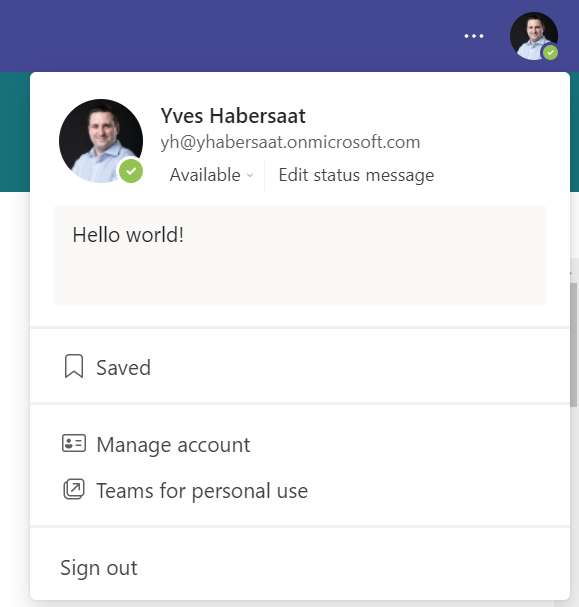 Yves Habersaat
yh@yhabersaat.onmicrosoft.com
Available Edit status message
Hello world!
Saved
Manage account
Teams for personal use
Sign out